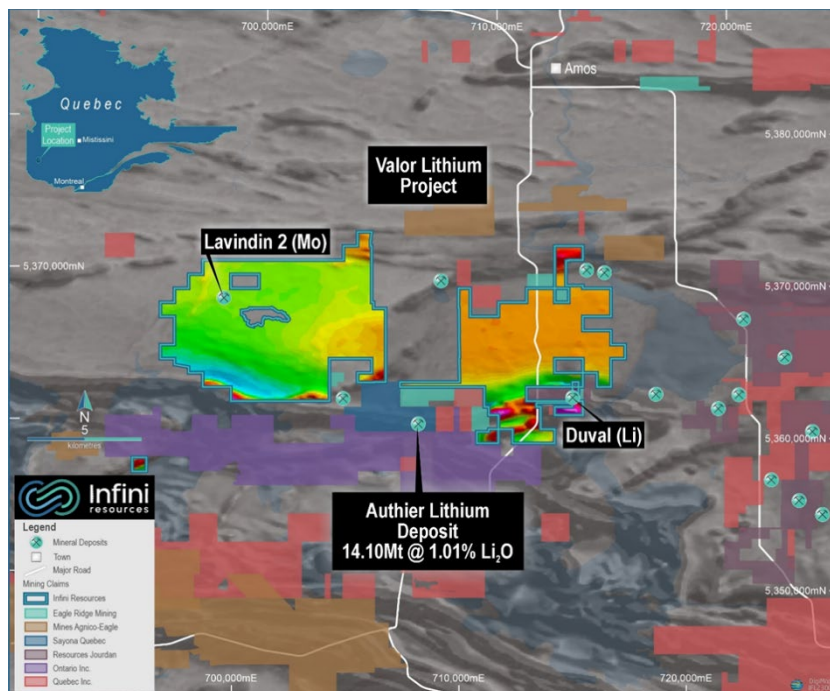 700,000mE
710,000mE
720,000mE
Quebec
Project
Location
Mistissini
Montreal
Amos
5,380,000mN
Valor Lithium
Project
Lavindin 2 (Mo)
5,370,000mN
5,370,000mN
N
5
kilometres
5,360,000mN
Duval (Li)
Authier Lithium
Deposit
14.10Mt @ 1.01% Li₂O
Infini
resources
Legend
Mineral Deposits
Town
Major Road
Mining Claims
Infini Resources
Eagle Ridge Mining
Mines Agnico-Eagle
Sayona Quebec
Resources Jourdan
Ontario Inc.
Quebec Inc.
5,350,000mN
700,000mE
710,000mE
720,000mE